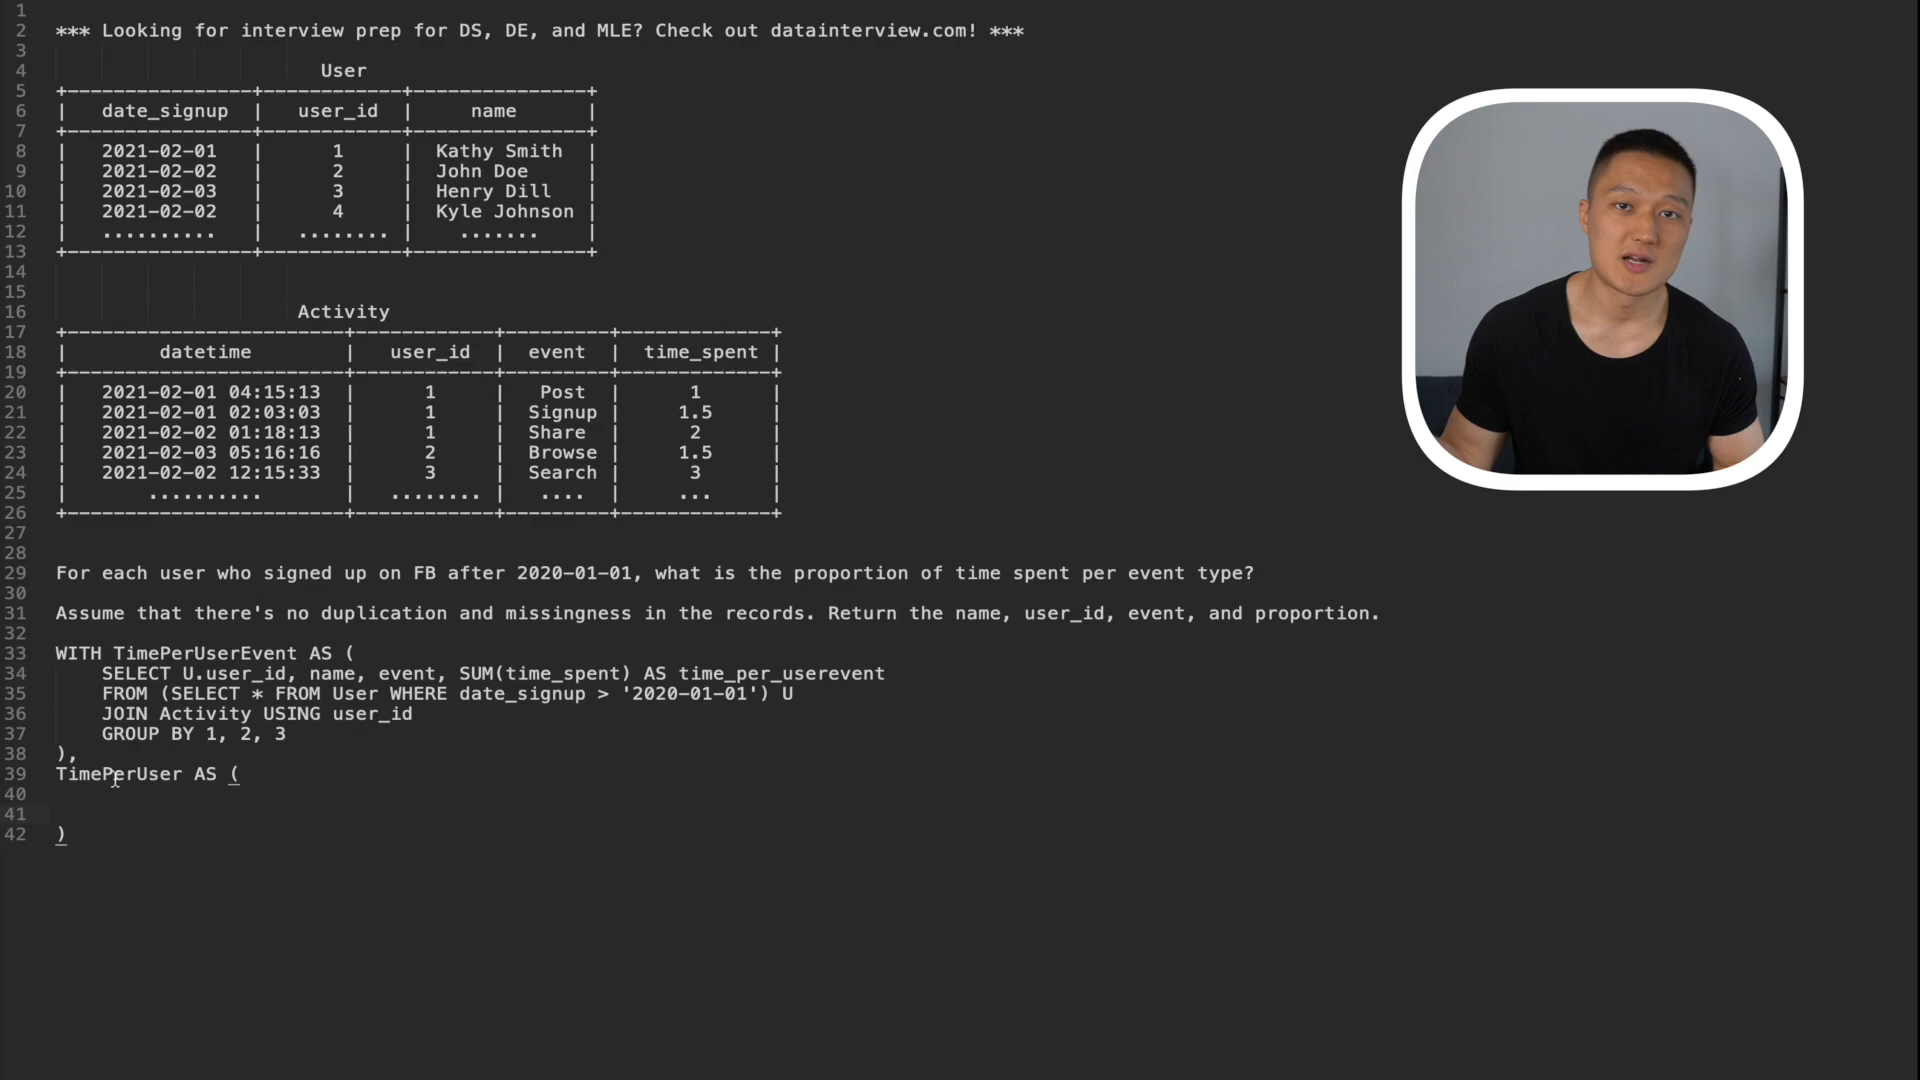 1
2 *** Looking for interview prep for DS, DE, and MLE? Check out datainterview.com! ***
3
4 User
5 +-----------------+-------------+----------------+
6 | date_signup | user_id | name |
7 +-----------------+-------------+----------------+
8 | 2021-02-01 | 1 | Kathy Smith |
9 | 2021-02-02 | 2 | John Doe |
10 | 2021-02-03 | 3 | Henry Dill |
11 | 2021-02-02 | 4 | Kyle Johnson |
12 | .......... | ........ | ....... |
13 +-----------------+-------------+----------------+
14
15
16 Activity
17 +-------------------------+-------------+----------+--------------+
18 | datetime | user_id | event | time_spent |
19 +-------------------------+-------------+----------+--------------+
20 | 2021-02-01 04:15:13 | 1 | Post | 1 |
21 | 2021-02-01 02:03:03 | 1 | Signup | 1.5 |
22 | 2021-02-02 01:18:13 | 1 | Share | 2 |
23 | 2021-02-03 05:16:16 | 2 | Browse | 1.5 |
24 | 2021-02-02 12:15:33 | 3 | Search | 3 |
25 | .......... | ........ | .... | ... |
26 +-------------------------+-------------+----------+--------------+
27
28
29 For each user who signed up on FB after 2020-01-01, what is the proportion of time spent per event type?
30
31 Assume that there's no duplication and missingness in the records. Return the name, user_id, event, and proportion.
32
33 WITH TimePerUserEvent AS (
34 SELECT U.user_id, name, event, SUM(time_spent) AS time_per_userevent
35 FROM (SELECT * FROM User WHERE date_signup > '2020-01-01') U
36 JOIN Activity USING user_id
37 GROUP BY 1, 2, 3
38 ),
39 TimePerUser AS (
40
41
42 )